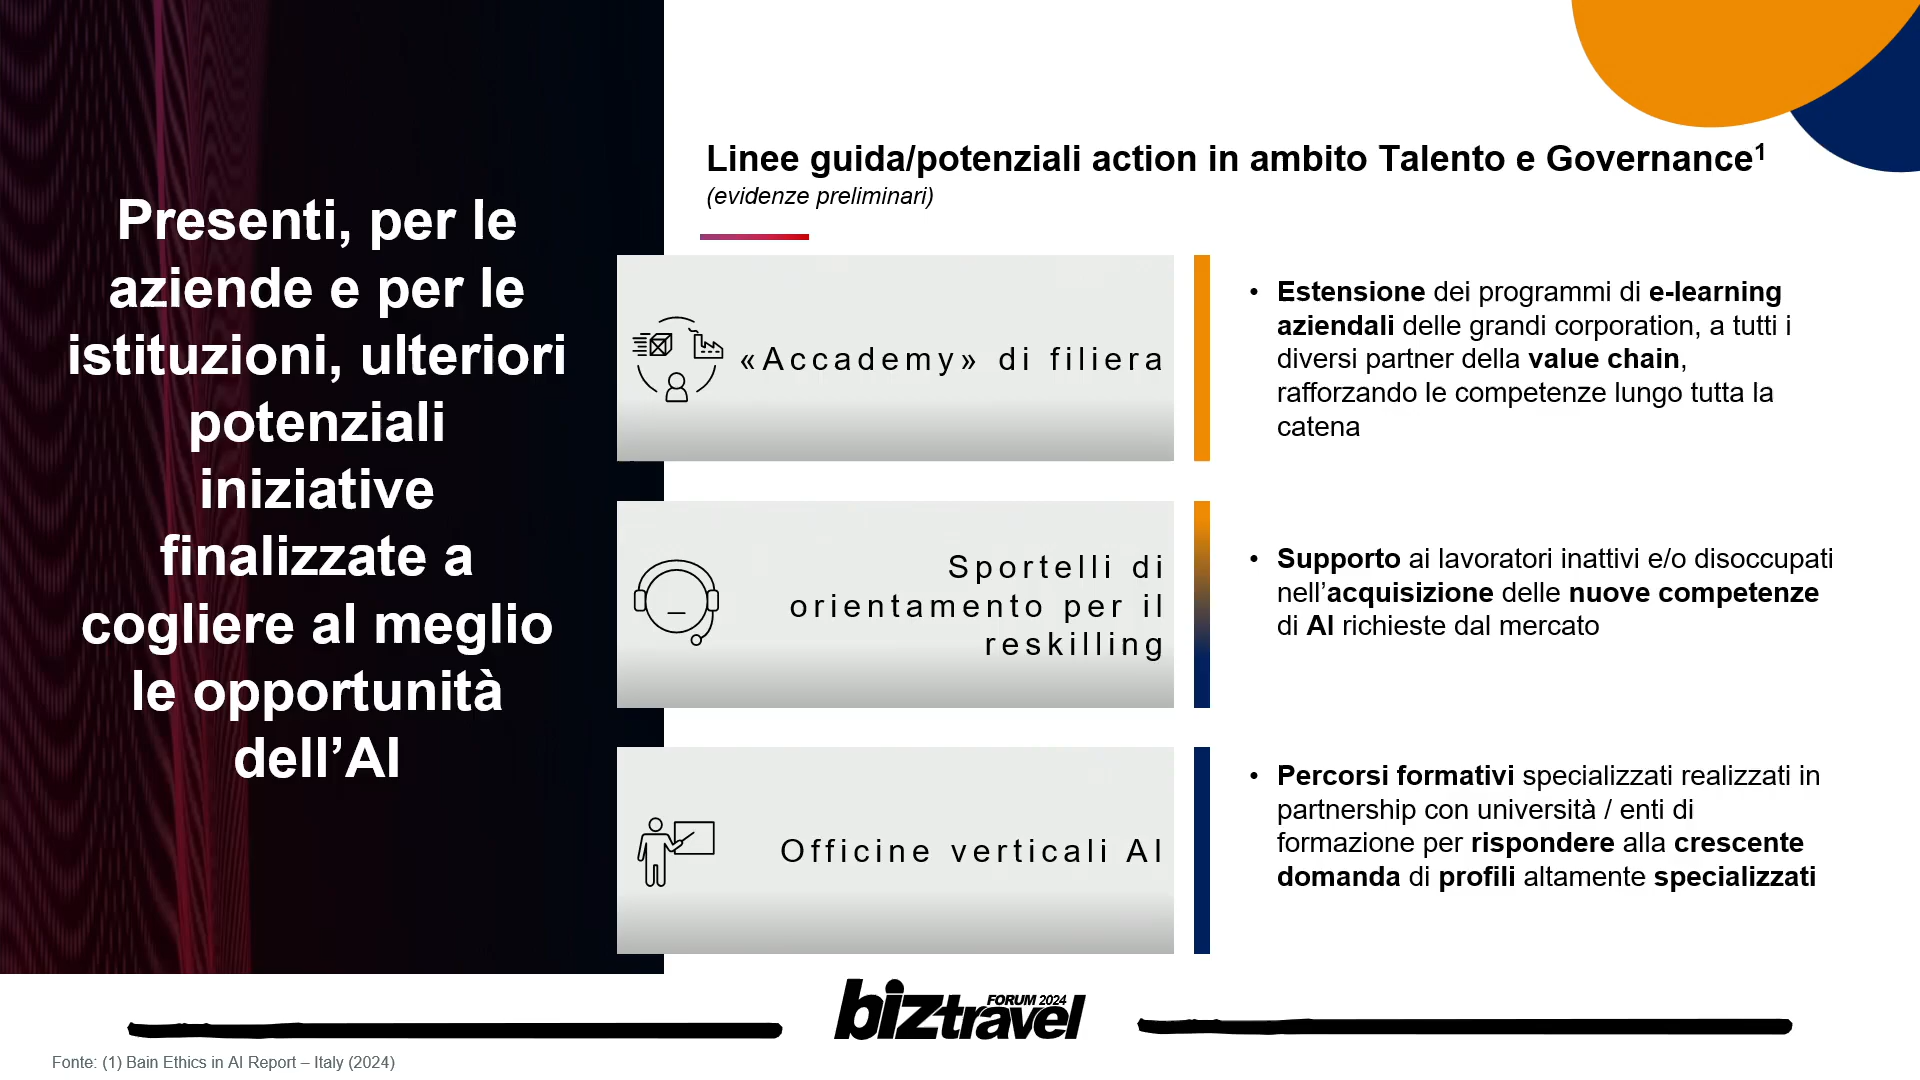 Presenti, per le
aziende e per le
istituzioni, ulteriori
potenziali
iniziative
finalizzate a
cogliere al meglio
le opportunità
dell’AI
Linee guida/potenziali action in ambito Talento e Governance¹
(evidenze preliminari)
«Accademy» di filiera
• Estensione dei programmi di e-learning
aziendali delle grandi corporation, a tutti i
diversi partner della value chain,
rafforzando le competenze lungo tutta la
catena
Sportelli di
orientamento per il
reskilling
• Supporto ai lavoratori inattivi e/o disoccupati
nell’acquisizione delle nuove competenze
di AI richieste dal mercato
Officine verticali AI
• Percorsi formativi specializzati realizzati in
partnership con università / enti di
formazione per rispondere alla crescente
domanda di profili altamente specializzati
biztravel FORUM 2024
Fonte: (1) Bain Ethics in AI Report – Italy (2024)